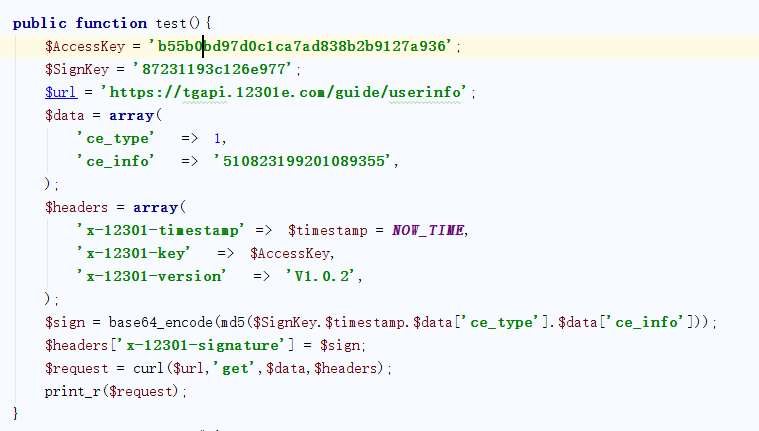 public function test(){
$AccessKey = 'b55b0bd97d0c1ca7ad838b2b9127a936';
$SignKey = '87231193c126e977';
$url = 'https://tgapi.12301e.com/guide/userinfo';
$data = array(
'ce_type' => 1,
'ce_info' => '510823199201089355',
);
$headers = array(
'x-12301-timestamp' => $timestamp = NOW_TIME,
'x-12301-key' => $AccessKey,
'x-12301-version' => 'V1.0.2',
);
$sign = base64_encode(md5($SignKey.$timestamp.$data['ce_type'].$data['ce_info']));
$headers['x-12301-signature'] = $sign;
$request = curl($url,'get',$data,$headers);
print_r($request);
}